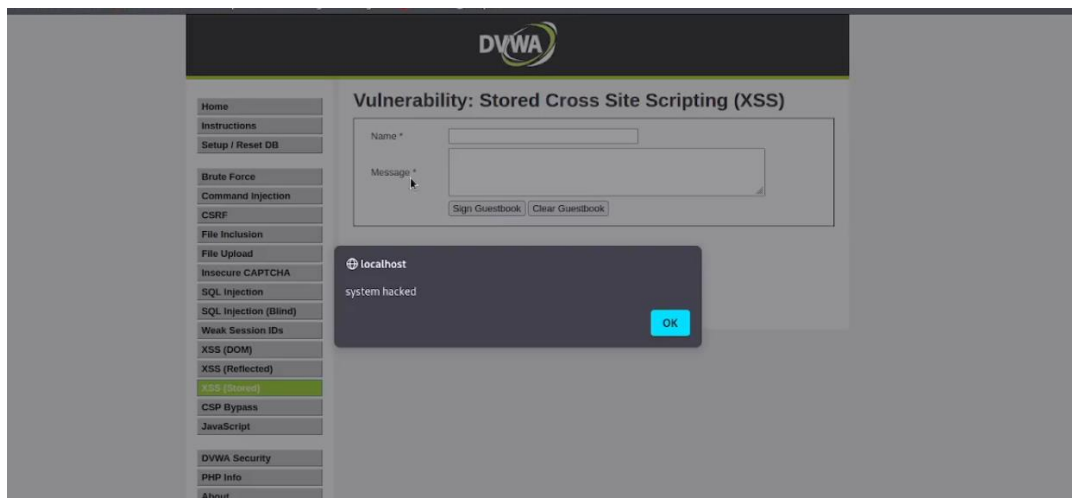 DVWA
Home
Instructions
Setup / Reset DB
Brute Force
Command Injection
CSRF
File Inclusion
File Upload
Insecure CAPTCHA
SQL Injection
SQL Injection (Blind)
Weak Session IDs
XSS (DOM)
XSS (Reflected)
XSS (Stored)
CSP Bypass
JavaScript
DVWA Security
PHP Info
About
Vulnerability: Stored Cross Site Scripting (XSS)
Name *
Message *
Sign Guestbook Clear Guestbook
localhost
system hacked
OK